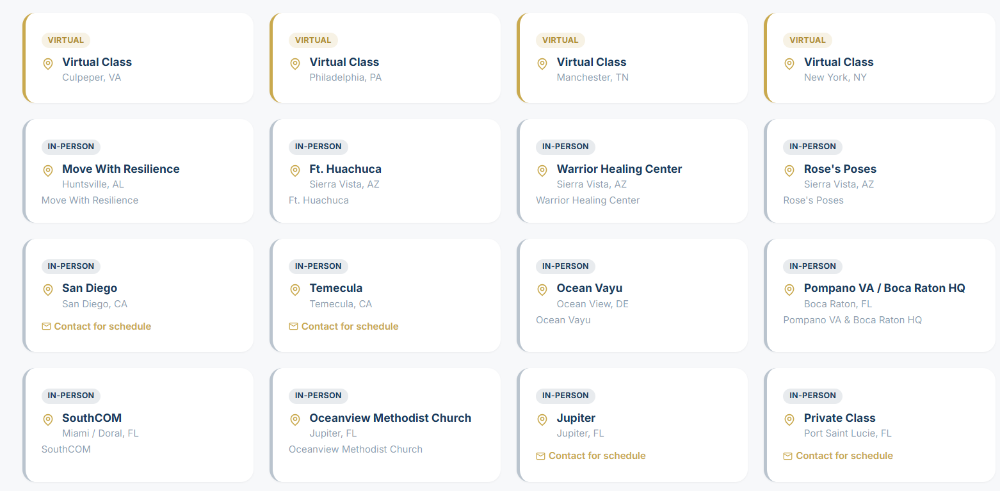 VIRTUAL
Virtual Class
Culpeper, VA
VIRTUAL
Virtual Class
Philadelphia, PA
VIRTUAL
Virtual Class
Manchester, TN
VIRTUAL
Virtual Class
New York, NY
IN-PERSON
Move With Resilience
Huntsville, AL
Move With Resilience
IN-PERSON
Ft. Huachuca
Sierra Vista, AZ
Ft. Huachuca
IN-PERSON
Warrior Healing Center
Sierra Vista, AZ
Warrior Healing Center
IN-PERSON
Rose's Poses
Sierra Vista, AZ
Rose's Poses
IN-PERSON
San Diego
San Diego, CA
Contact for schedule
IN-PERSON
Temecula
Temecula, CA
Contact for schedule
IN-PERSON
Ocean Vayu
Ocean View, DE
Ocean Vayu
IN-PERSON
Pompano VA / Boca Raton HQ
Boca Raton, FL
Pompano VA & Boca Raton HQ
IN-PERSON
SouthCOM
Miami / Doral, FL
SouthCOM
IN-PERSON
Oceanview Methodist Church
Jupiter, FL
Oceanview Methodist Church
IN-PERSON
Jupiter
Jupiter, FL
Contact for schedule
IN-PERSON
Private Class
Port Saint Lucie, FL
Contact for schedule